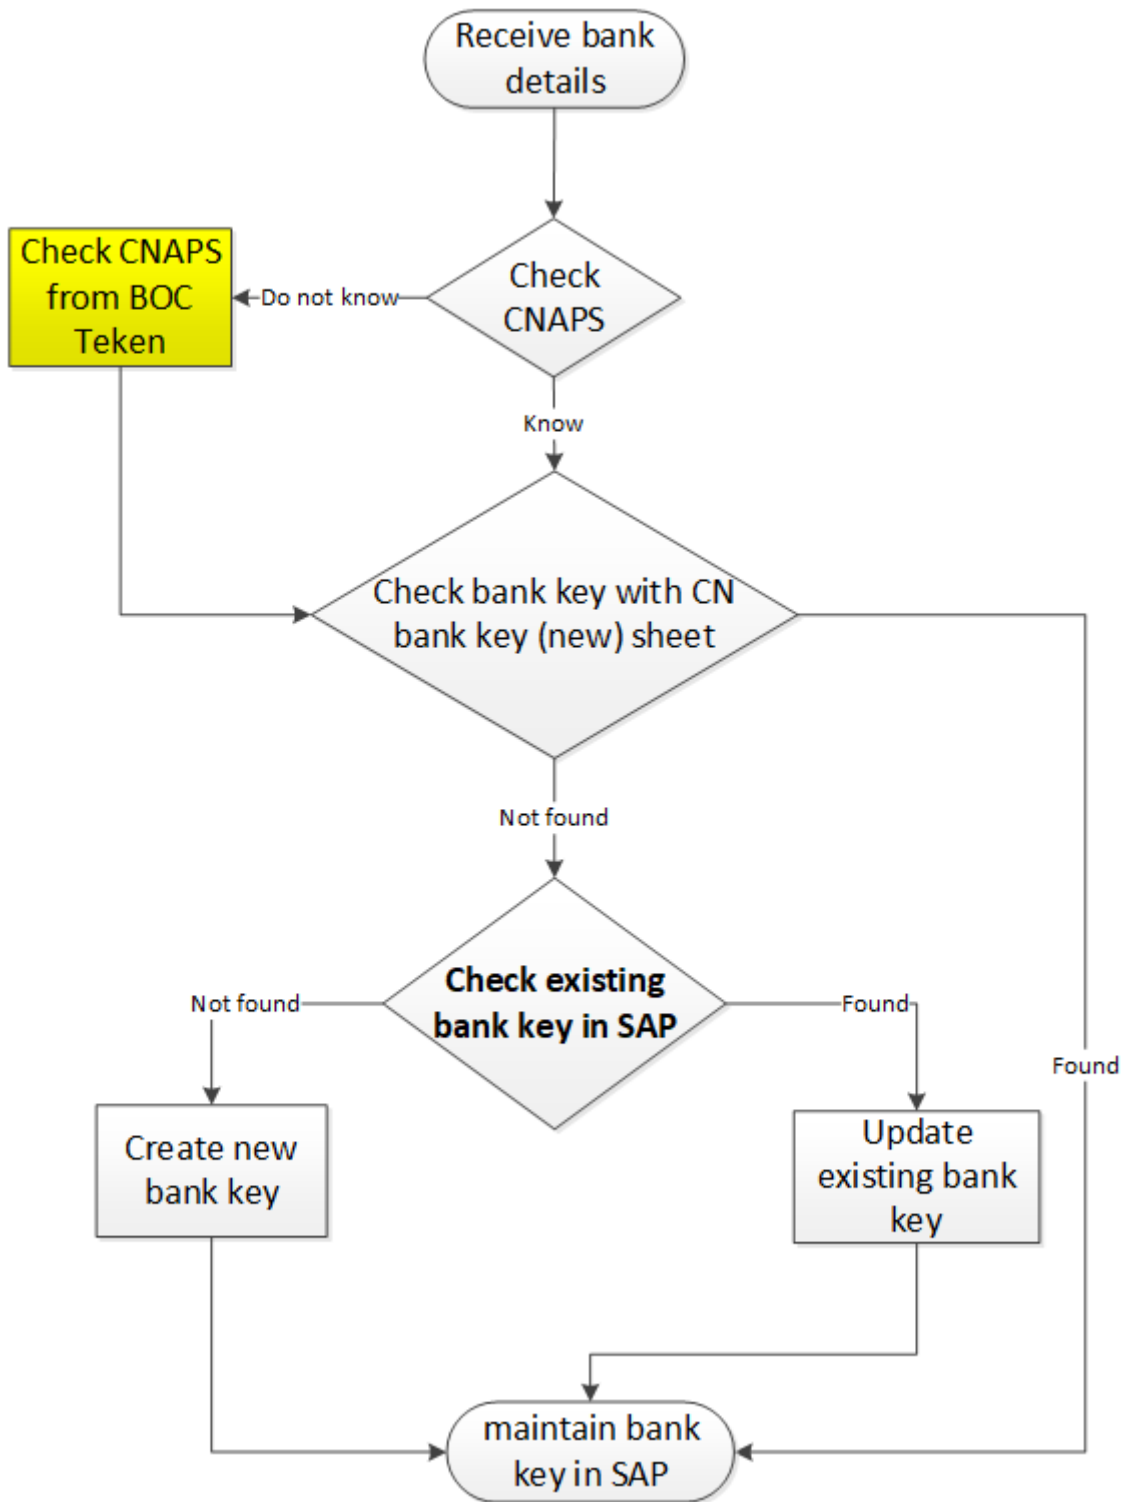 Receive bank
details
Check CNAPS
from BOC
Teken
Do not know
Check
CNAPS
Know
Check bank key with CN
bank key (new) sheet
Not found
Check existing
bank key in SAP
Not found
Found
Found
Create new
bank key
Update
existing bank
key
maintain bank
key in SAP